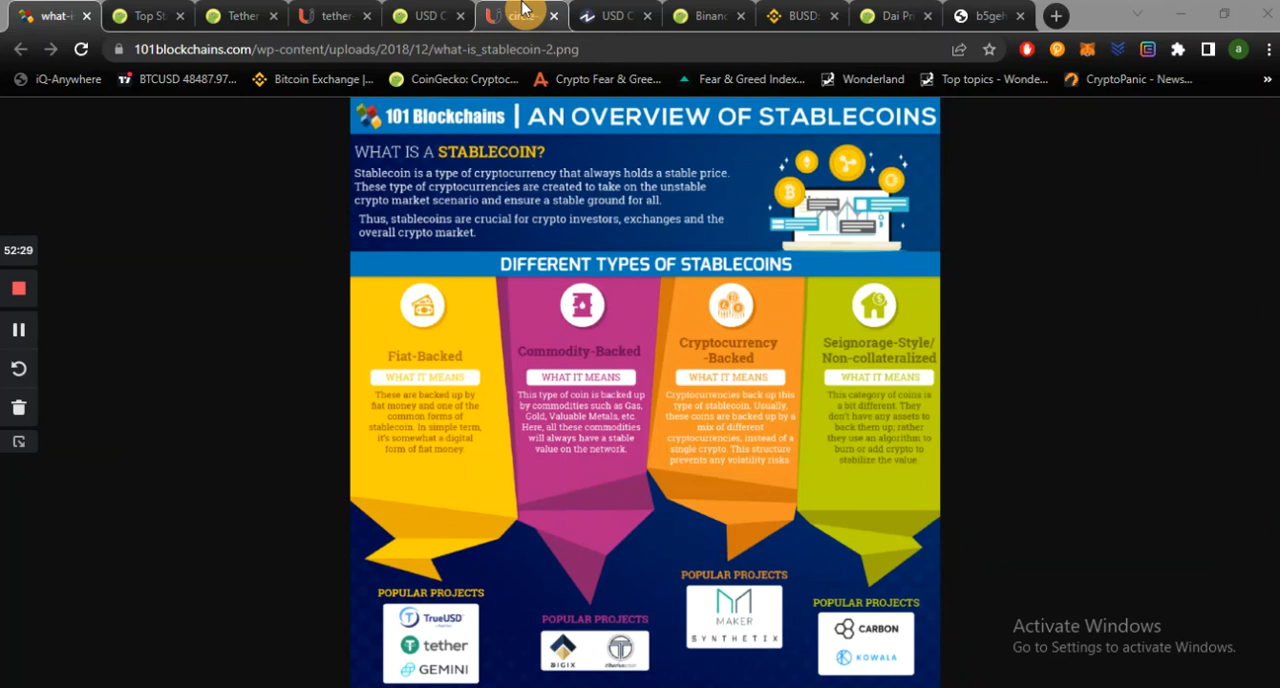 what-i
Top St
Tether
tether
USD C
circle-
USD C
Binanc
BUSD:
Dai Pri
b5geh
101blockchains.com/wp-content/uploads/2018/12/what-is_stablecoin-2.png
a
iQ-Anywhere
BTCUSD 48487.97...
Bitcoin Exchange |...
CoinGecko: Cryptoc...
Crypto Fear & Gree...
Fear & Greed Index...
Wonderland
Top topics - Wonde...
CryptoPanic - News...
»
101 Blockchains | AN OVERVIEW OF STABLECOINS
WHAT IS A STABLECOIN?
Stablecoin is a type of cryptocurrency that always holds a stable price.
These type of cryptocurrencies are created to take on the unstable
crypto market scenario and ensure a stable ground for all.
Thus, stablecoins are crucial for crypto investors, exchanges and the
overall crypto market.
52:29
DIFFERENT TYPES OF STABLECOINS
Fiat-Backed
WHAT IT MEANS
These are backed up by
fiat money and one of the
common forms of
stablecoin. In simple term,
it's somewhat a digital
form of fiat money.
POPULAR PROJECTS
TrueUSD
tether
GEMINI
Commodity-Backed
WHAT IT MEANS
This type of coin is backed up
by commodities such as Gas,
Gold, Valuable Metals, etc.
Here, all these commodities
will always have a stable
value on the network.
POPULAR PROJECTS
DIGIX
tiberiuscoin
Cryptocurrency
-Backed
WHAT IT MEANS
Cryptocurrencies back up this
type of stablecoin. Usually,
these coins are backed up by a
mix of different
cryptocurrencies, instead of a
single crypto. This structure
prevents any volatility risks.
POPULAR PROJECTS
MAKER
SYNTHETIX
Seignorage-Style/
Non-collateralized
WHAT IT MEANS
This category of coins is
a bit different. They
don't have any assets to
back them up, rather
they use an algorithm to
burn or add crypto to
stobilize the value.
POPULAR PROJECTS
CARBON
KOWALA
Activate Windows
Go to Settings to activate Windows.